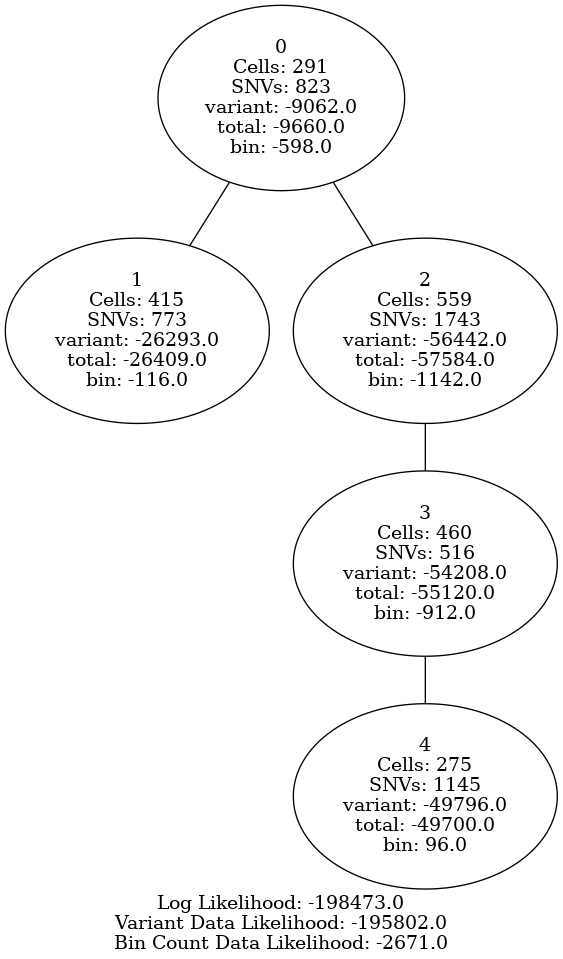 0
Cells: 291
SNVs: 823
variant: -9062.0
total: -9660.0
bin: -598.0
1
Cells: 415
SNVs: 773
variant: -26293.0
total: -26409.0
bin: -116.0
2
Cells: 559
SNVs: 1743
variant: -56442.0
total: -57584.0
bin: -1142.0
3
Cells: 460
SNVs: 516
variant: -54208.0
total: -55120.0
bin: -912.0
4
Cells: 275
SNVs: 1145
variant: -49796.0
total: -49700.0
bin: 96.0
Log Likelihood: -198473.0
Variant Data Likelihood: -195802.0
Bin Count Data Likelihood: -2671.0